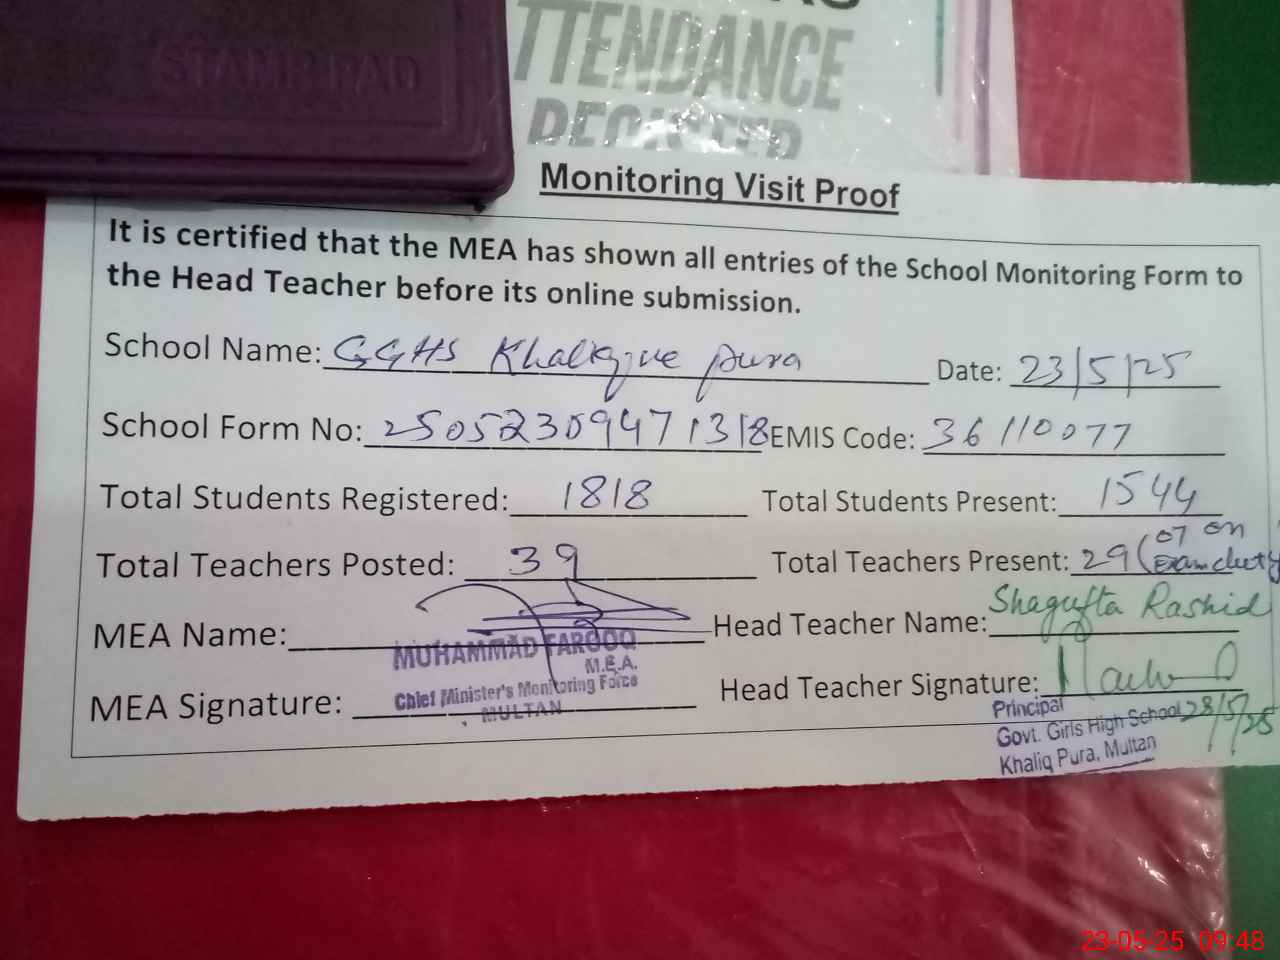 STAMP PAD
TTENDANCE
REGISTER
Monitoring Visit Proof
It is certified that the MEA has shown all entries of the School Monitoring Form to
the Head Teacher before its online submission.
School Name: GGHS Khalique pura Date: 23/5/25
School Form No: 250523094713 18 EMIS Code: 36110077
Total Students Registered: 1818 Total Students Present: 1544
Total Teachers Posted: 39 Total Teachers Present: 29 (07 on
Exam duty)
MEA Name: Head Teacher Name: Shagufta Rashid
MUHAMMAD FAROOQ
M.E.A.
Chief Minister's Monitoring Force
MULTAN
MEA Signature: Head Teacher Signature:
Principal
Govt. Girls High School 23/5/25
Khaliq Pura, Multan
23-05-25 09:48